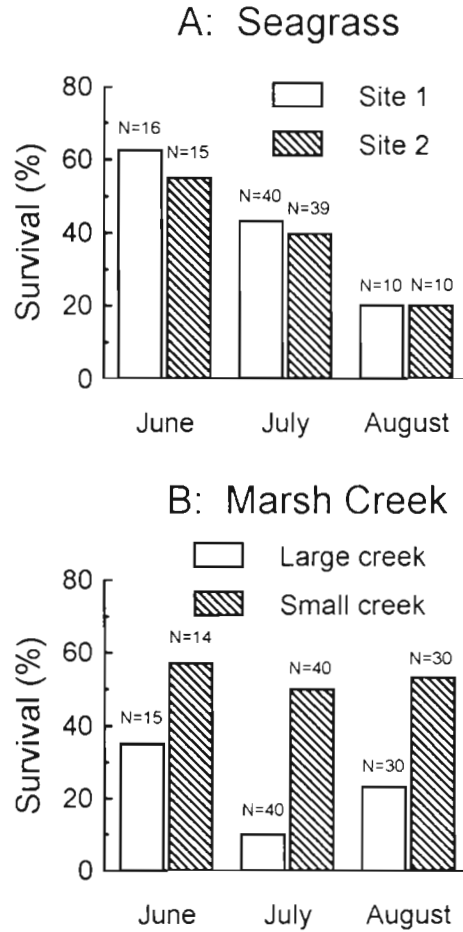 A: Seagrass
Survival (%)
80
60
40
20
0
Site 1
Site 2
N=16
N=15
N=40
N=39
N=10 N=10
June July August
B: Marsh Creek
Survival (%)
80
60
40
20
0
Large creek
Small creek
N=15
N=14
N=40
N=40
N=30
N=30
June July August